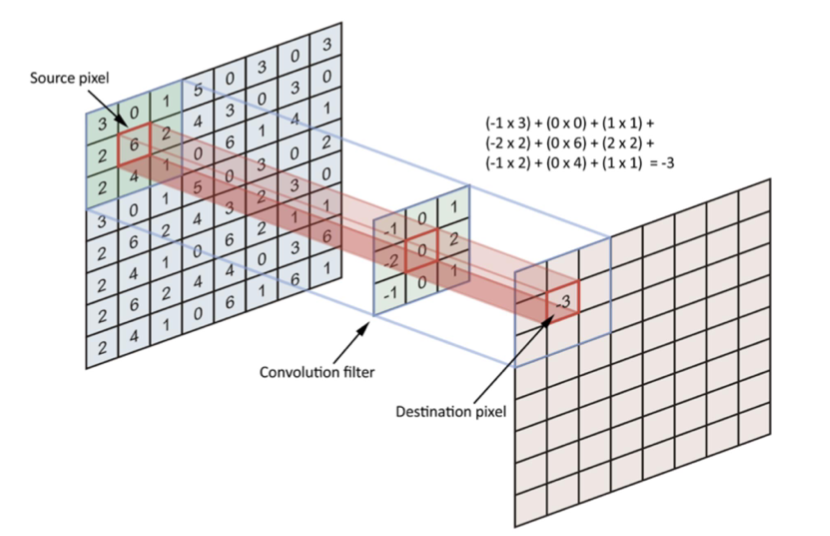 Source pixel
3 0 1 5 0 3 0 3
2 6 2 4 3 0 3 0
2 4 1 0 6 1 4 1
3 0 1 5 0 3 0 2
2 6 2 4 3 2 3 0
2 4 1 0 6 2 1 1
2 6 2 4 4 0 3 6
2 4 1 0 6 1 6 1
(-1 x 3) + (0 x 0) + (1 x 1) +
(-2 x 2) + (0 x 6) + (2 x 2) +
(-1 x 2) + (0 x 4) + (1 x 1) = -3
-1 0 1
-2 0 2
-1 0 1
Convolution filter
-3
Destination pixel